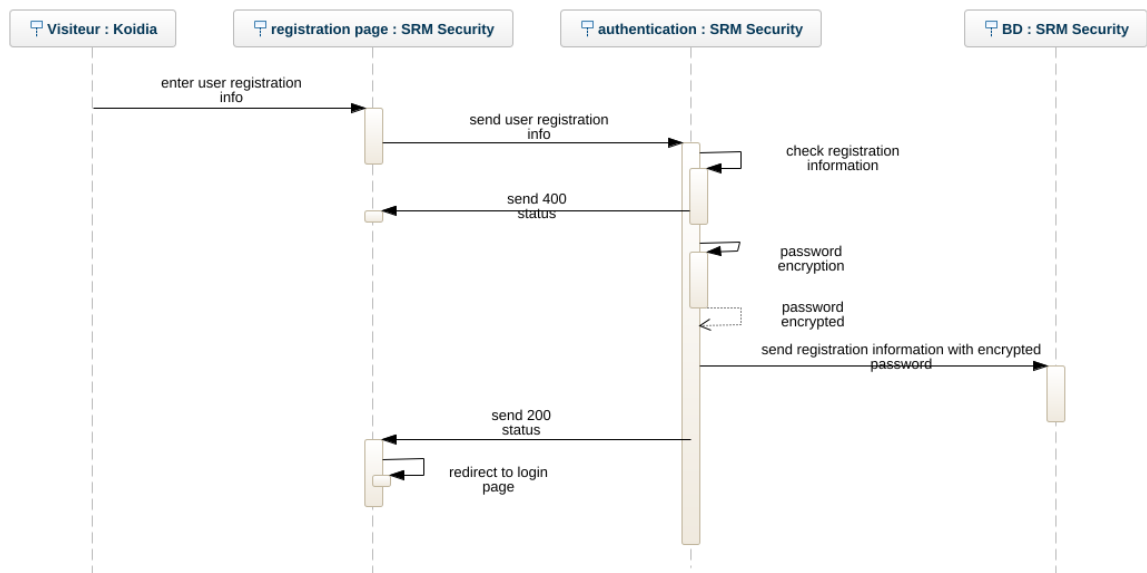 Visiteur : Koidia
registration page : SRM Security
authentication : SRM Security
BD : SRM Security
enter user registration
info
send user registration
info
check registration
information
send 400
status
password
encryption
password
encrypted
send registration information with encrypted
password
send 200
status
redirect to login
page